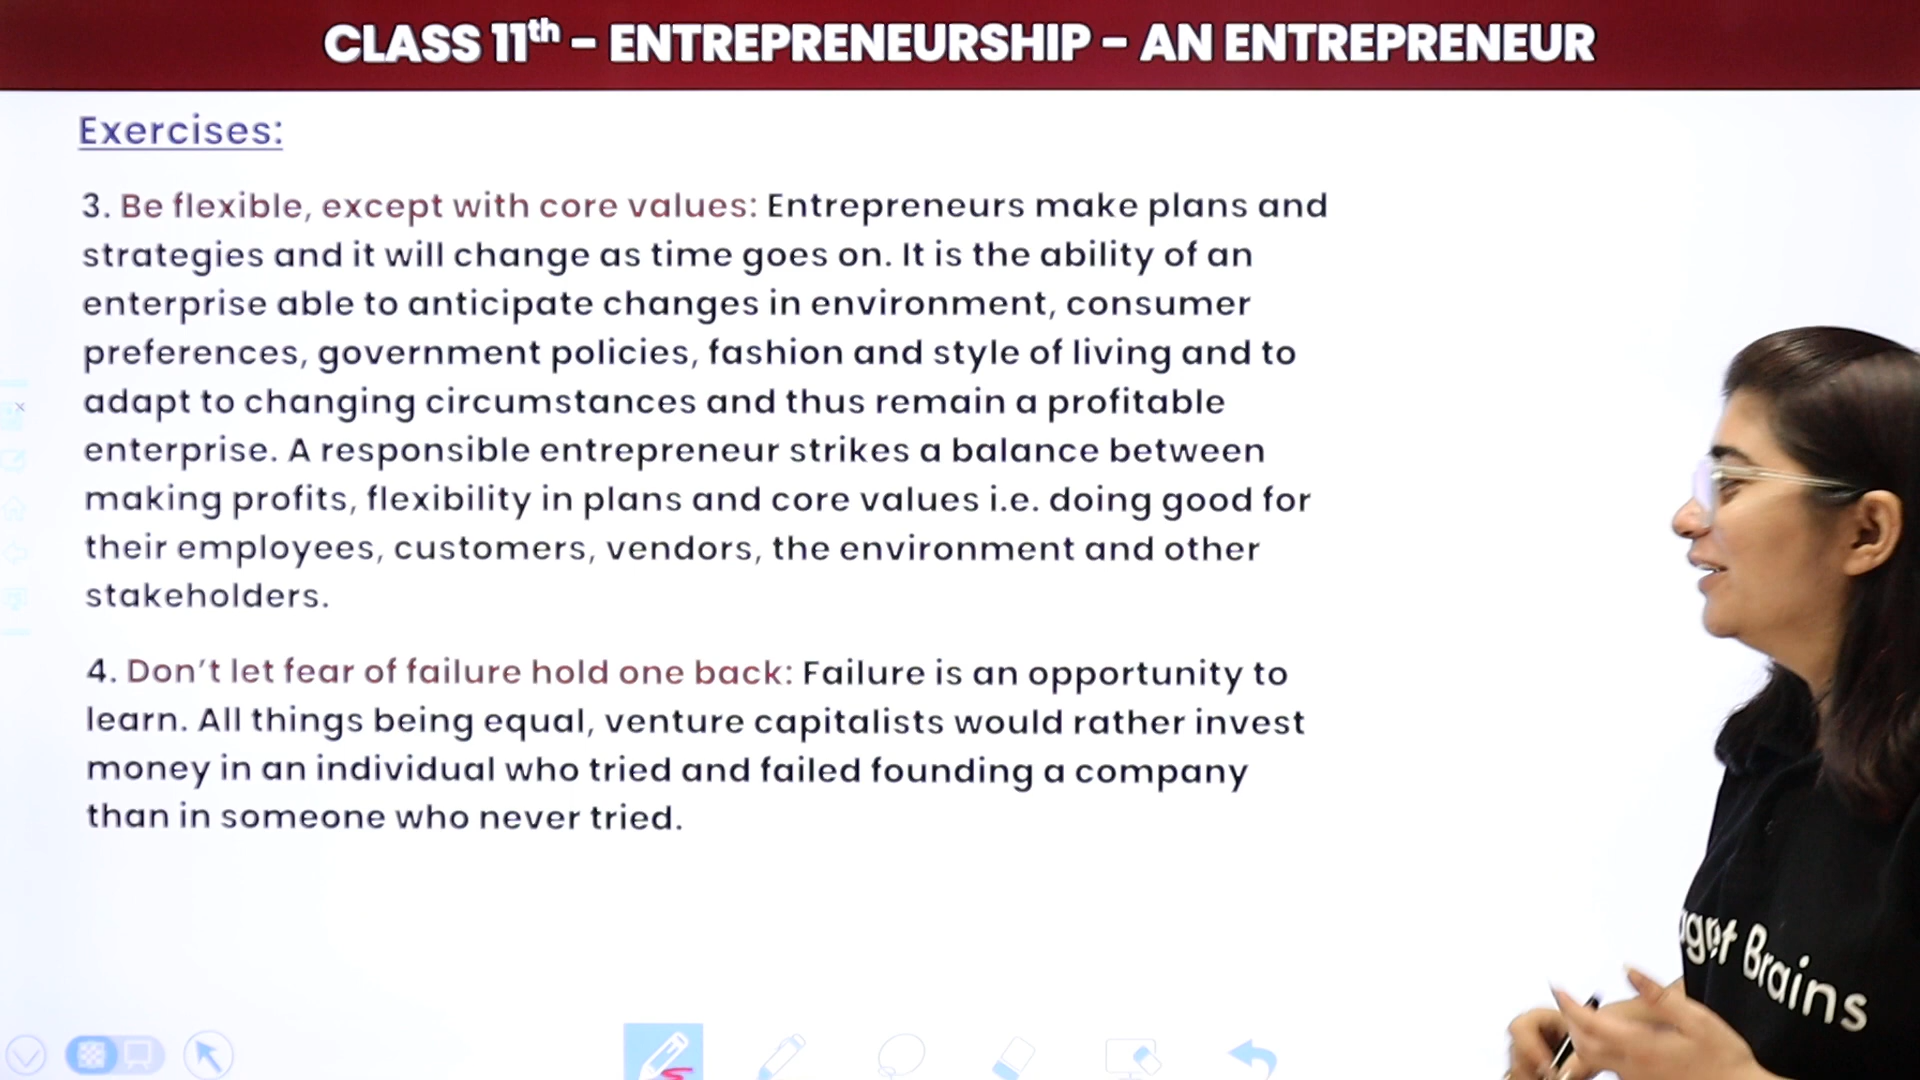 CLASS 11th – ENTREPRENEURSHIP – AN ENTREPRENEUR
Exercises:
3. Be flexible, except with core values: Entrepreneurs make plans and
strategies and it will change as time goes on. It is the ability of an
enterprise able to anticipate changes in environment, consumer
preferences, government policies, fashion and style of living and to
adapt to changing circumstances and thus remain a profitable
enterprise. A responsible entrepreneur strikes a balance between
making profits, flexibility in plans and core values i.e. doing good for
their employees, customers, vendors, the environment and other
stakeholders.
4. Don’t let fear of failure hold one back: Failure is an opportunity to
learn. All things being equal, venture capitalists would rather invest
money in an individual who tried and failed founding a company
than in someone who never tried.
Brains